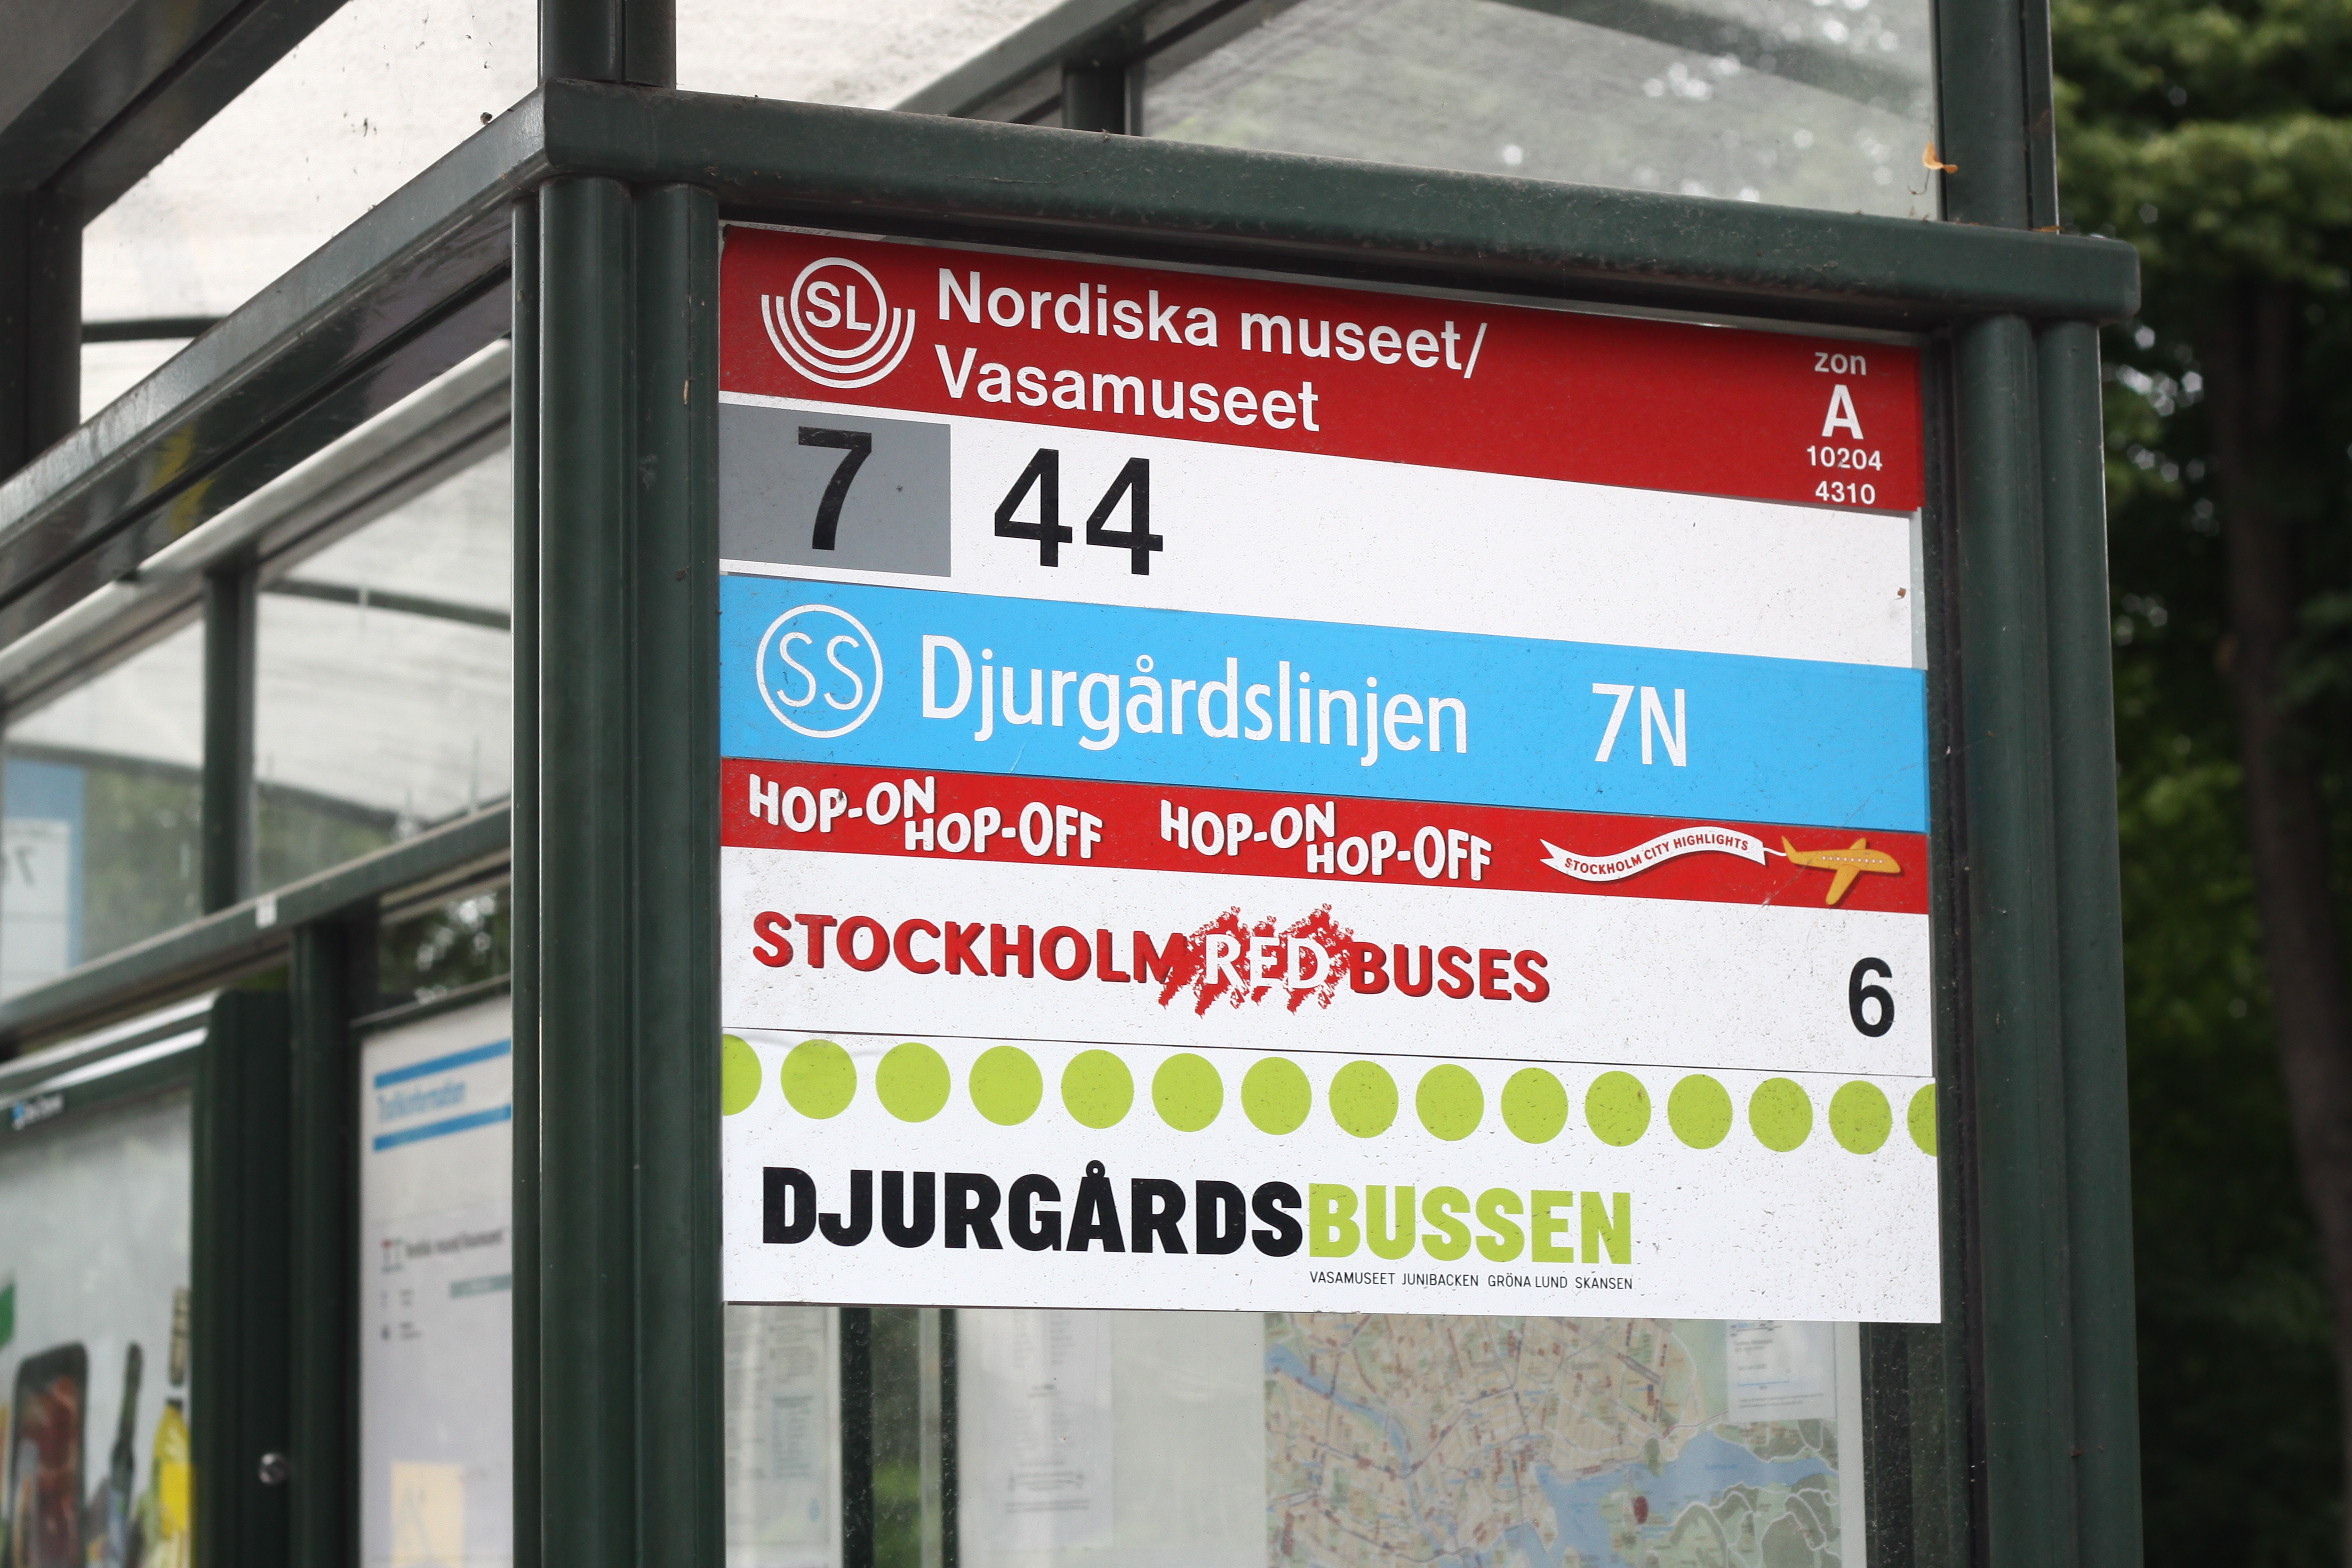 SL
Nordiska museet/
Vasamuseet
zon
A
10204
4310
7 44
SS Djurgårdslinjen 7N
HOP-ON HOP-OFF HOP-ON HOP-OFF STOCKHOLM CITY HIGHLIGHTS
STOCKHOLM RED BUSES 6
DJURGÅRDSBUSSEN
VASAMUSEET JUNIBACKEN GRÖNA LUND SKANSEN
Trafikinformation